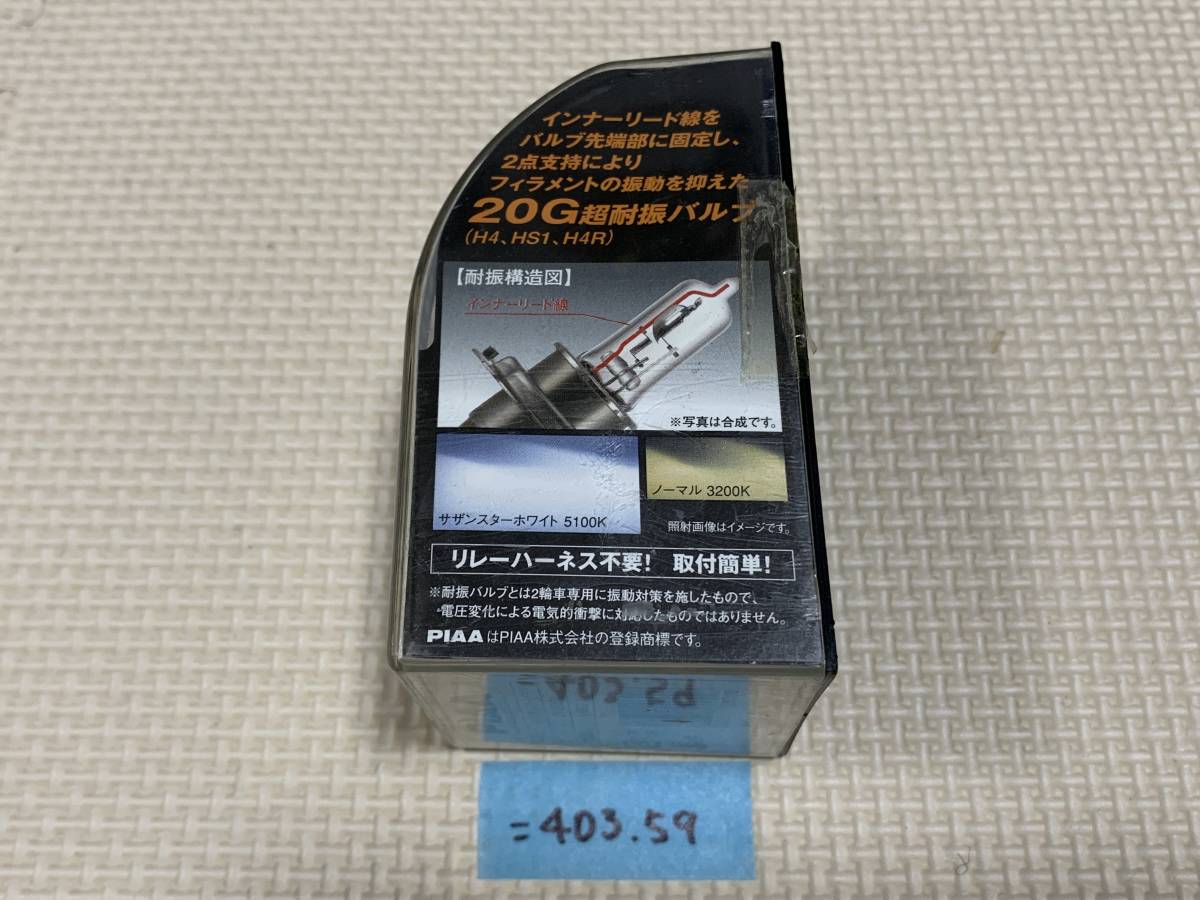 インナーリード線を
バルブ先端部に固定し、
2点支持により
フィラメントの振動を抑えた
20G超耐振バルブ
(H4、HS1、H4R)
【耐振構造図】
インナーリード線
※写真は合成です。
サザンスターホワイト 5100K
ノーマル 3200K
照射画像はイメージです。
リレーハーネス不要! 取付簡単!
※耐振バルブとは2輪車専用に振動対策を施したもので、
電圧変化による電気的衝撃に対応したものではありません。
PIAAはPIAA株式会社の登録商標です。
=403.59
=403.59